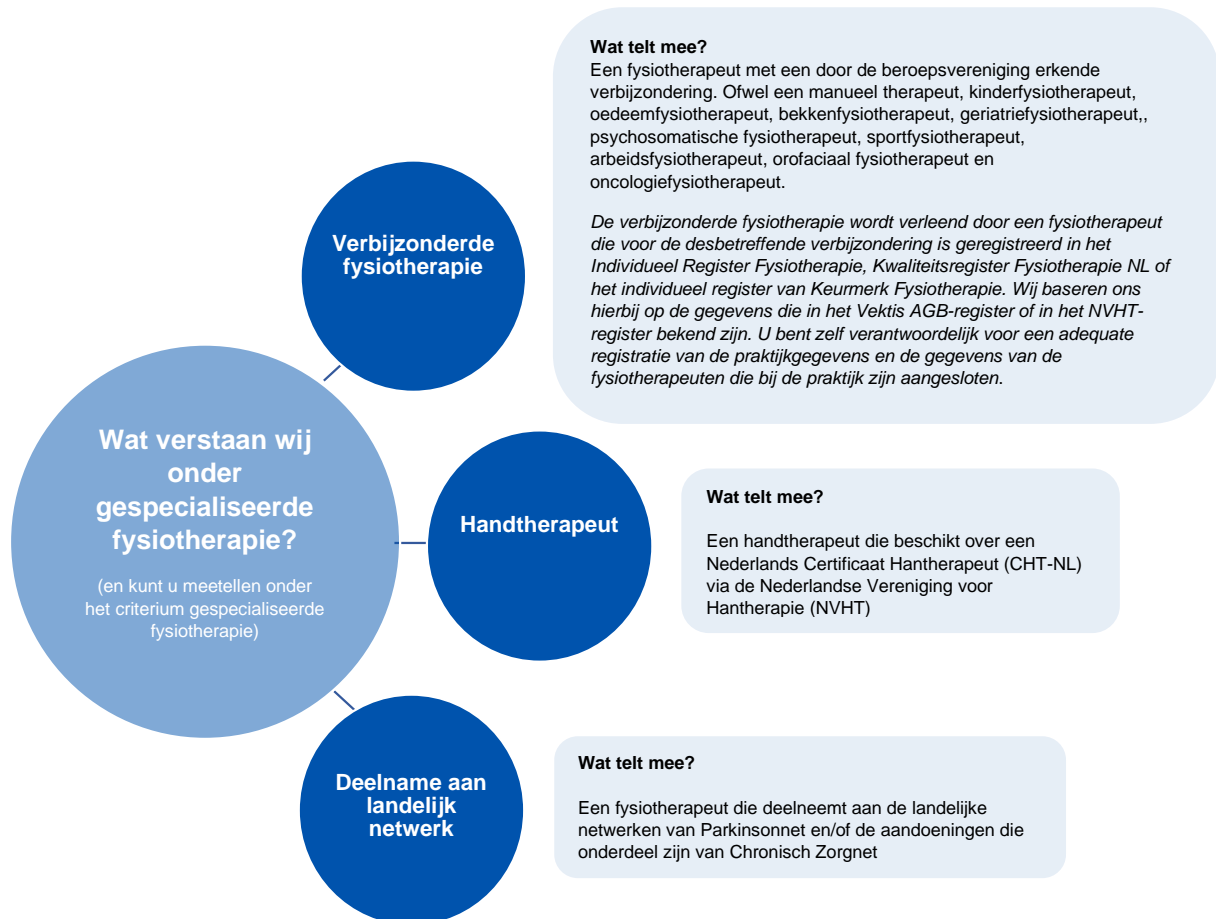 Wat verstaan wij
onder
gespecialiseerde
fysiotherapie?
(en kunt u meetellen onder
het criterium gespecialiseerde
fysiotherapie)
Verbijzonderde
fysiotherapie
Wat telt mee?
Een fysiotherapeut met een door de beroepsvereniging erkende
verbijzondering. Ofwel een manueel therapeut, kinderfysiotherapeut,
oedeemfysiotherapeut, bekkenfysiotherapeut, geriatriefysiotherapeut,,
psychosomatische fysiotherapeut, sportfysiotherapeut,
arbeidsfysiotherapeut, orofaciaal fysiotherapeut en
oncologiefysiotherapeut.
De verbijzonderde fysiotherapie wordt verleend door een fysiotherapeut
die voor de desbetreffende verbijzondering is geregistreerd in het
Individueel Register Fysiotherapie, Kwaliteitsregister Fysiotherapie NL of
het individueel register van Keurmerk Fysiotherapie. Wij baseren ons
hierbij op de gegevens die in het Vektis AGB-register of in het NVHT-
register bekend zijn. U bent zelf verantwoordelijk voor een adequate
registratie van de praktijkgegevens en de gegevens van de
fysiotherapeuten die bij de praktijk zijn aangesloten.
Handtherapeut
Wat telt mee?
Een handtherapeut die beschikt over een
Nederlands Certificaat Hantherapeut (CHT-NL)
via de Nederlandse Vereniging voor
Hantherapie (NVHT)
Deelname aan
landelijk
netwerk
Wat telt mee?
Een fysiotherapeut die deelneemt aan de landelijke
netwerken van Parkinsonnet en/of de aandoeningen die
onderdeel zijn van Chronisch Zorgnet